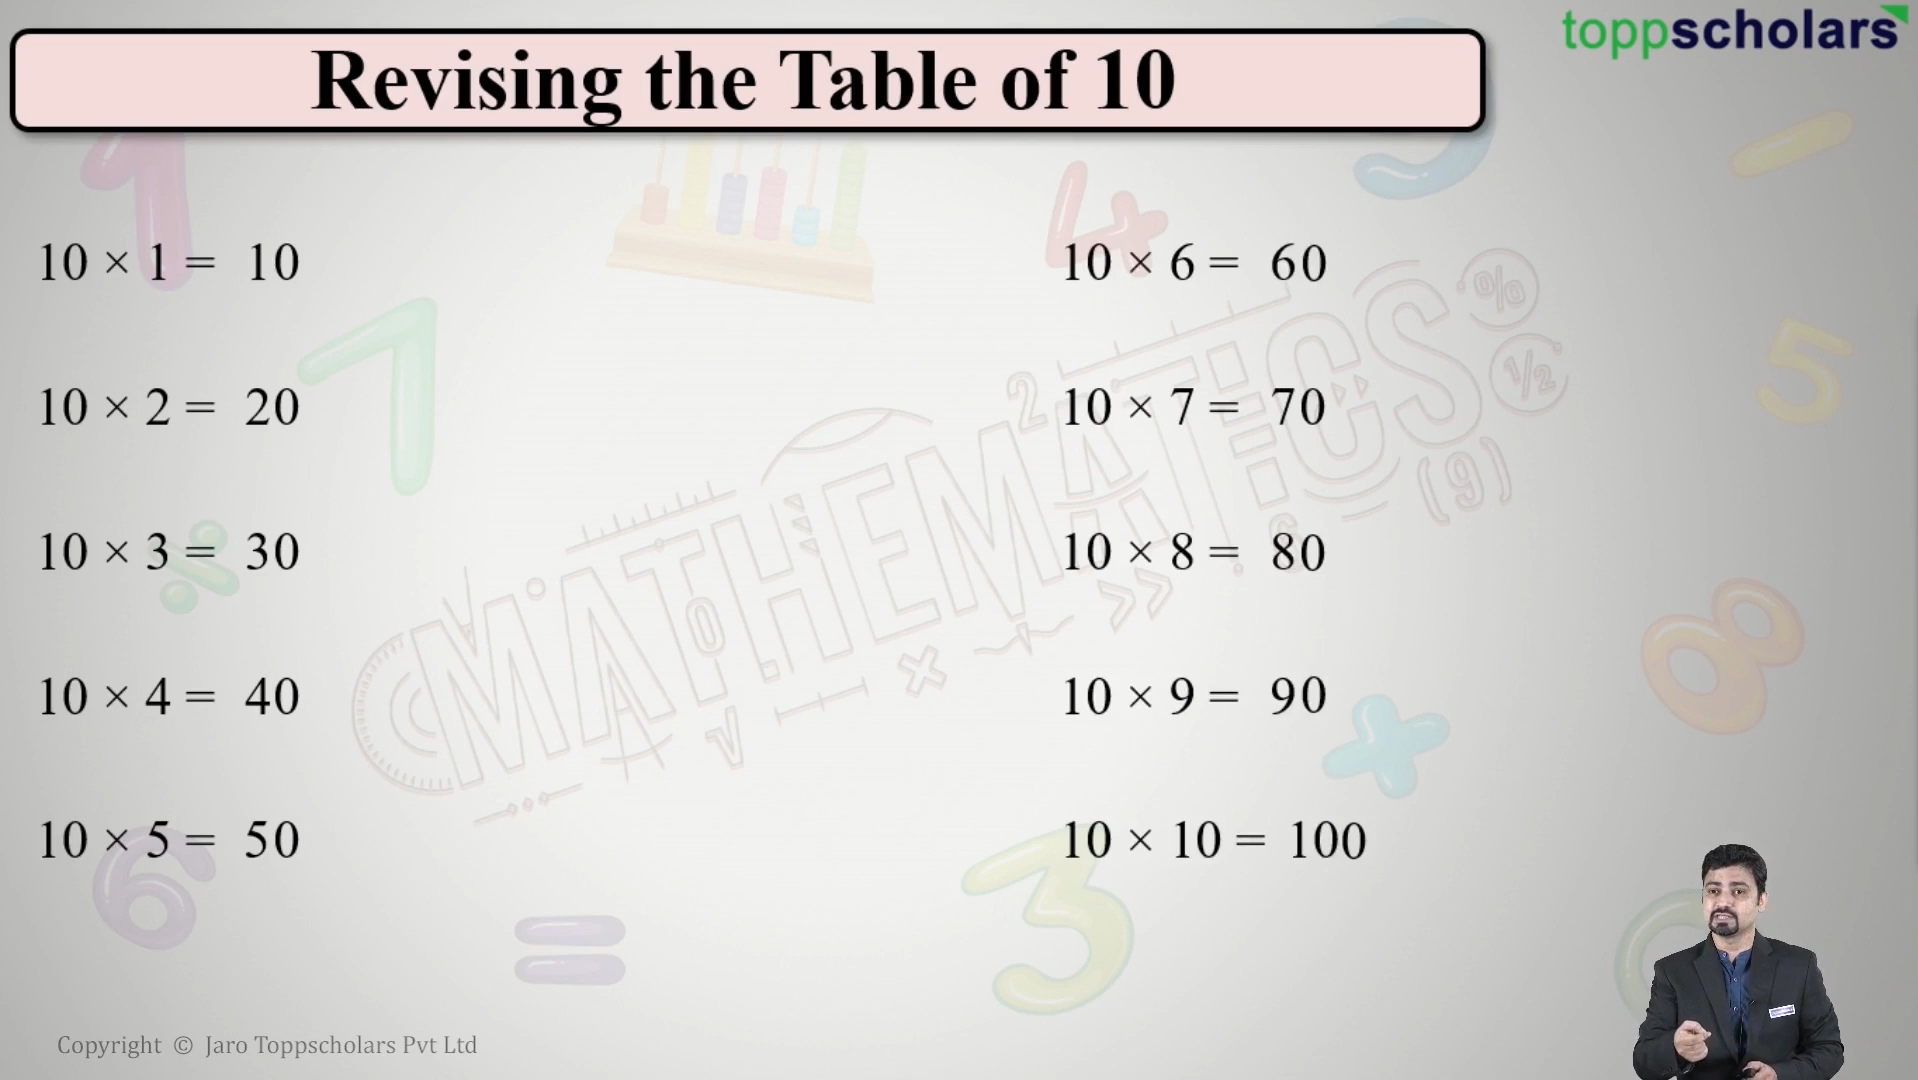 toppscholars
Revising the Table of 10
10 × 1 = 10
10 × 2 = 20
10 × 3 = 30
10 × 4 = 40
10 × 5 = 50
10 × 6 = 60
10 × 7 = 70
10 × 8 = 80
10 × 9 = 90
10 × 10 = 100
MATHEMATICS
Copyright © Jaro Toppscholars Pvt Ltd